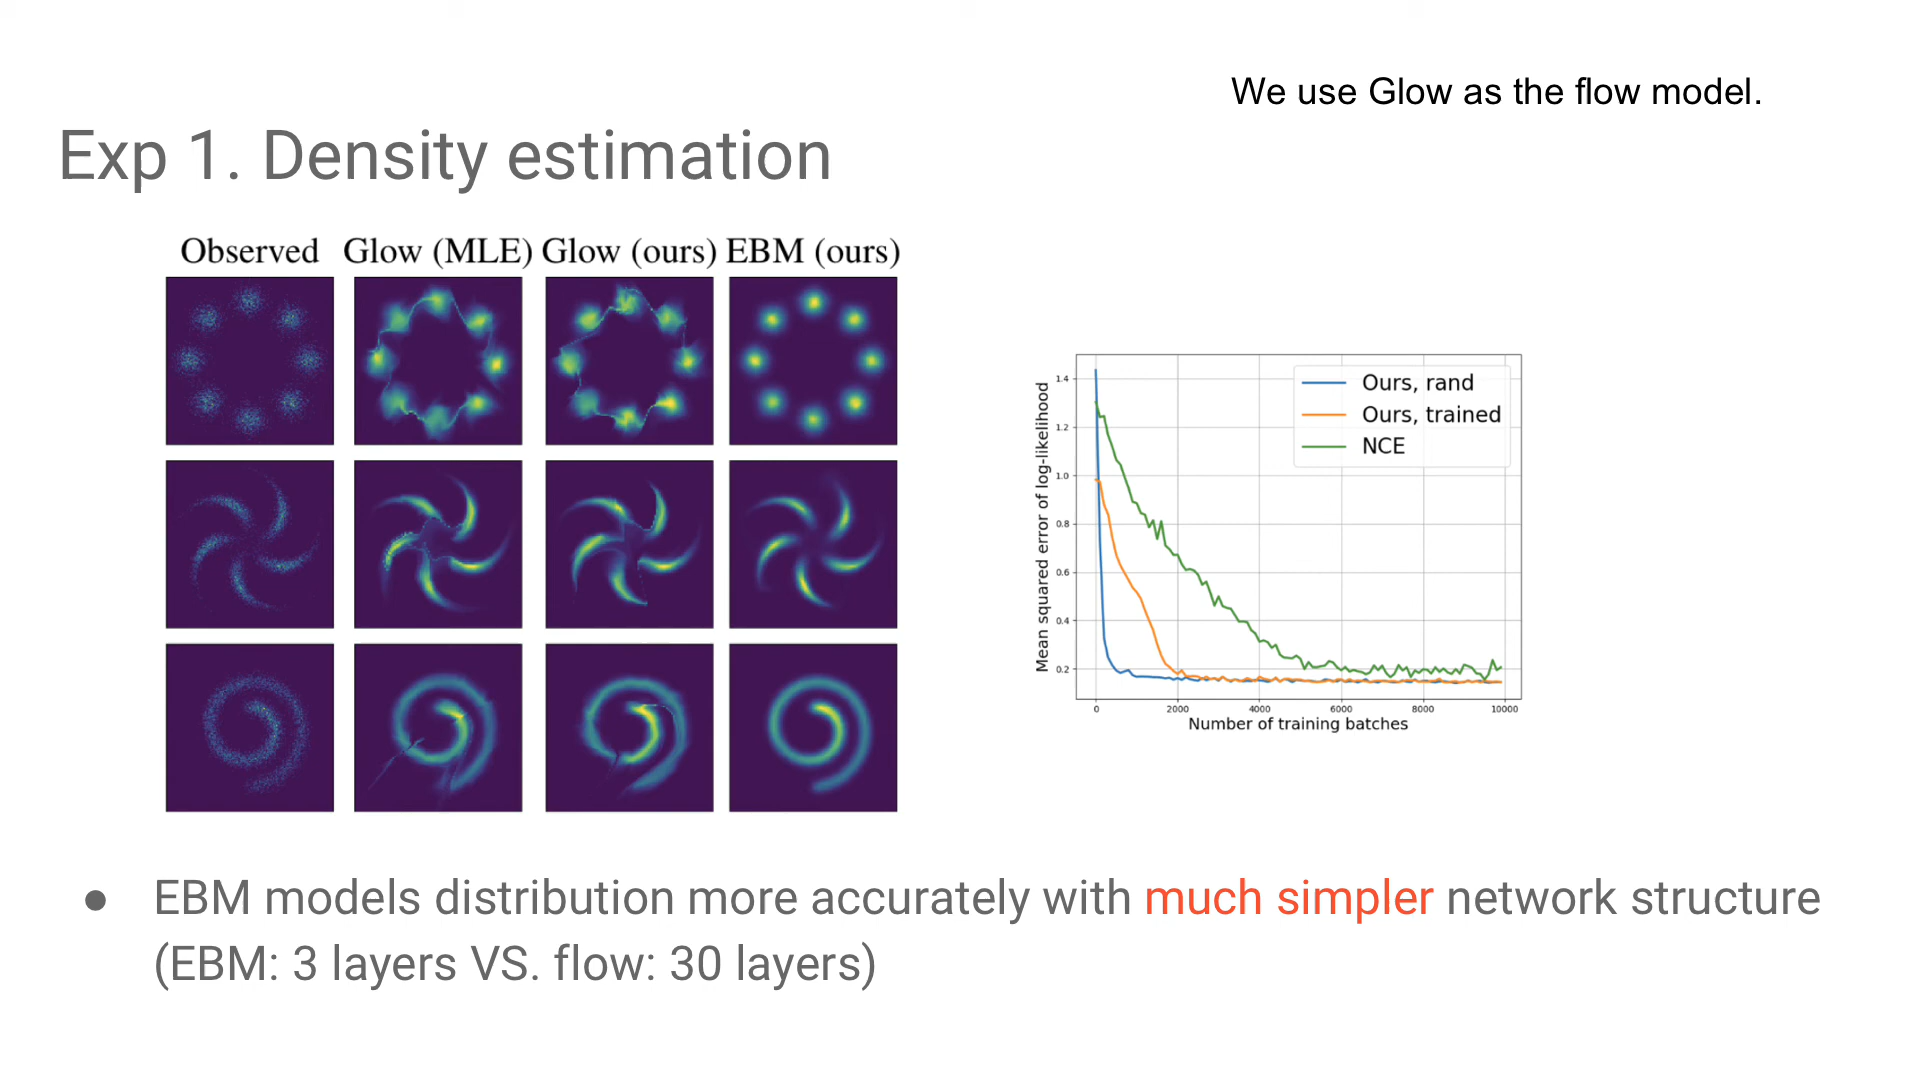 We use Glow as the flow model.
Exp 1. Density estimation
Observed Glow (MLE) Glow (ours) EBM (ours)
Mean squared error of log-likelihood
1.4
1.2
1.0
0.8
0.6
0.4
0.2
Ours, rand
Ours, trained
NCE
0 2000 4000 6000 8000 10000
Number of training batches
● EBM models distribution more accurately with much simpler network structure
(EBM: 3 layers VS. flow: 30 layers)